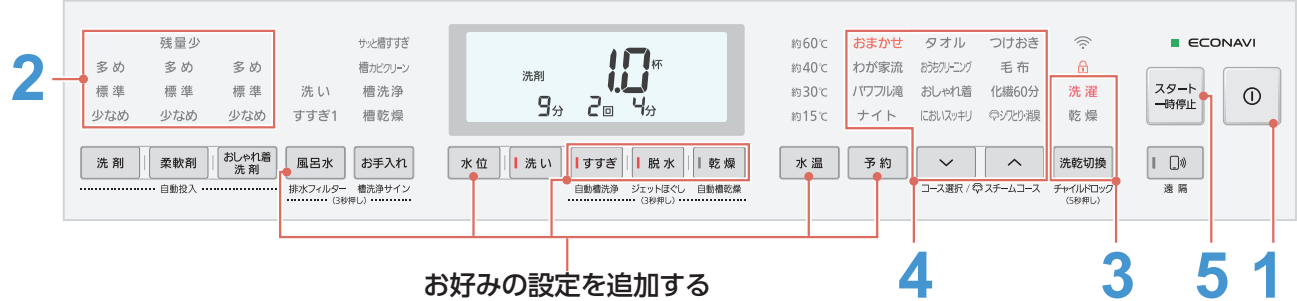 残量少
多め 多め 多め
標準 標準 標準
少なめ 少なめ 少なめ
2
洗い
すすぎ1
サッと槽すすぎ
槽カビクリーン
槽洗浄
槽乾燥
洗剤 1.0杯
9分 2回 4分
約60℃
約40℃
約30℃
約15℃
おまかせ タオル つけおき
わが家流 おうちクリーニング 毛布
パワフル滝 おしゃれ着 化繊60分
ナイト においスッキリ シワとり・消臭
洗濯
乾燥
ECONAVI
スタート
一時停止
洗剤
柔軟剤
おしゃれ着
洗剤
風呂水
お手入れ
水位
洗い
すすぎ
脱水
乾燥
水温
予約
洗乾切換
自動投入
排水フィルター 槽洗浄サイン
(3秒押し)
自動槽洗浄 ジェットほぐし 自動槽乾燥
(3秒押し)
コース選択 / スチームコース
チャイルドロック
(5秒押し)
遠隔
お好みの設定を追加する
4
3
5
1